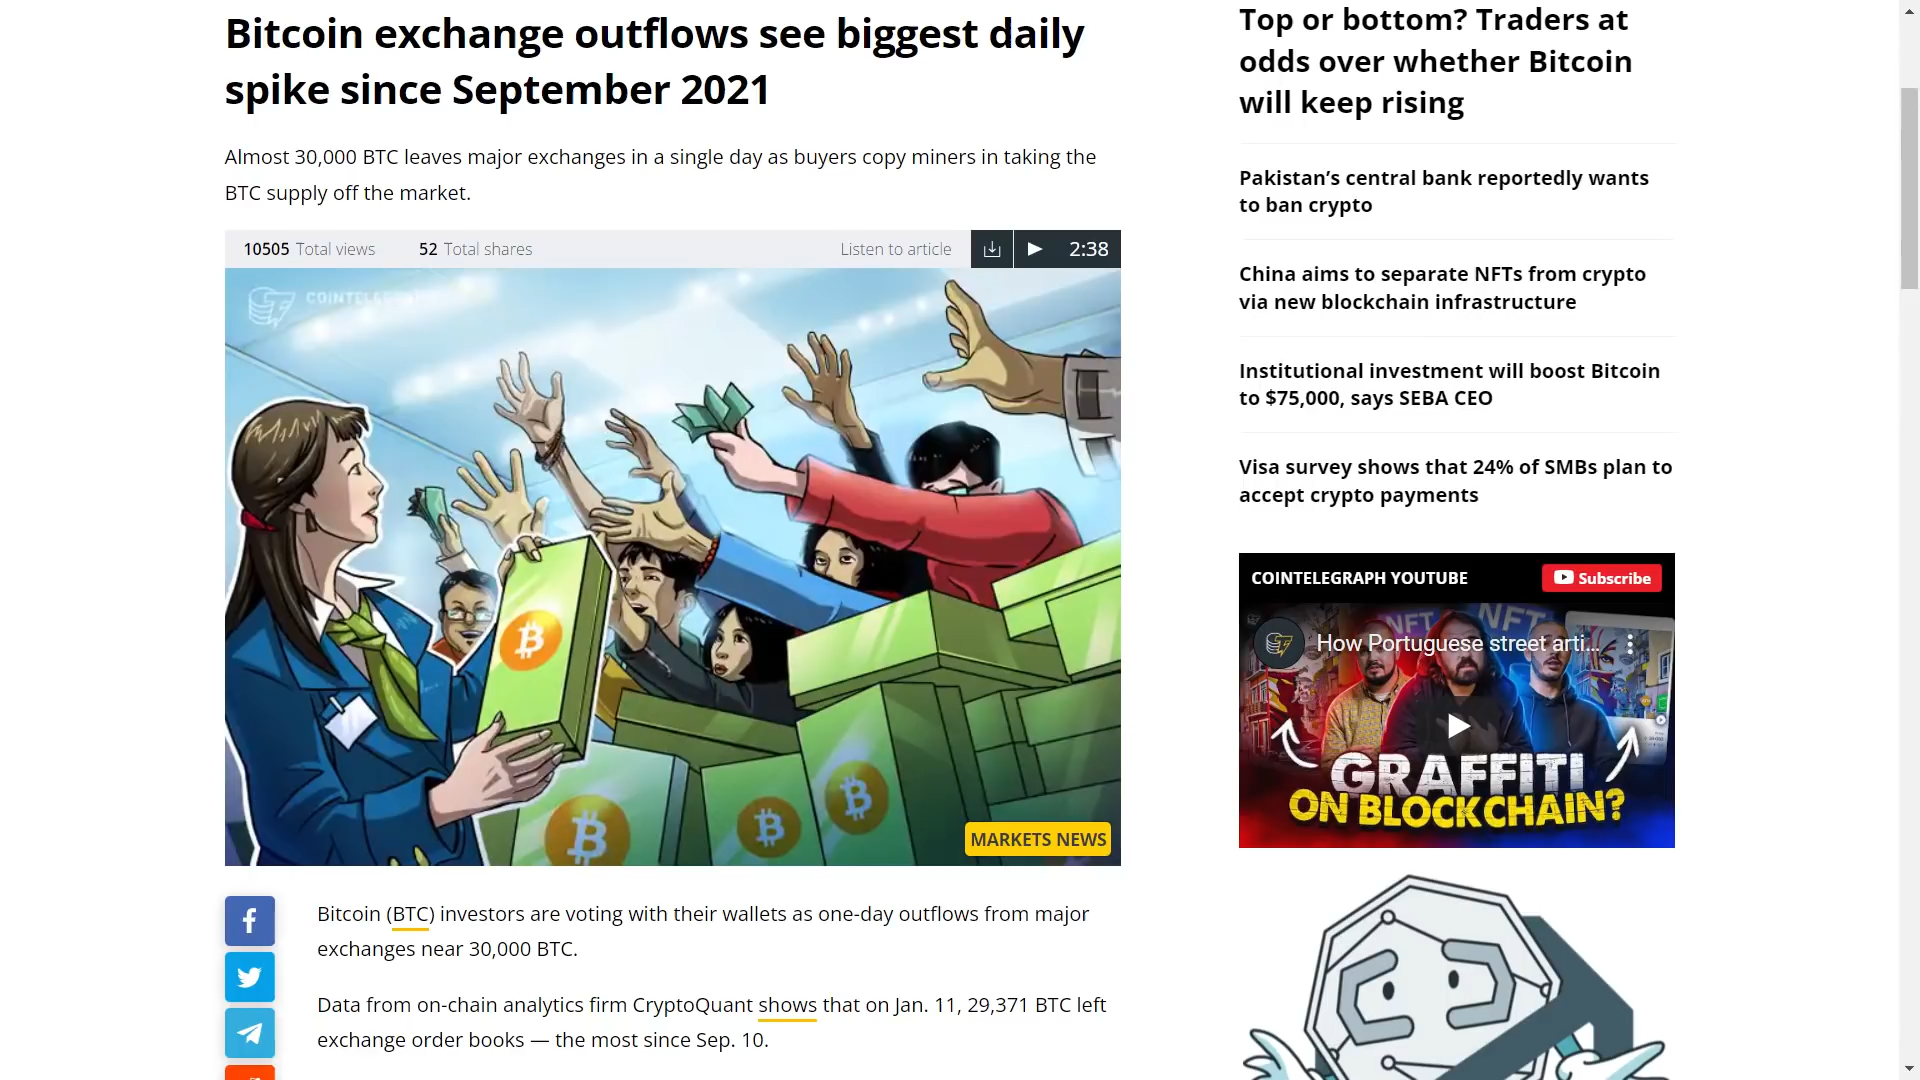 Bitcoin exchange outflows see biggest daily
spike since September 2021
Almost 30,000 BTC leaves major exchanges in a single day as buyers copy miners in taking the
BTC supply off the market.
10505 Total views 52 Total shares Listen to article 2:38
COINTELEGRAPH
MARKETS NEWS
Bitcoin (BTC) investors are voting with their wallets as one-day outflows from major
exchanges near 30,000 BTC.
Data from on-chain analytics firm CryptoQuant shows that on Jan. 11, 29,371 BTC left
exchange order books — the most since Sep. 10.
Top or bottom? Traders at
odds over whether Bitcoin
will keep rising
Pakistan’s central bank reportedly wants
to ban crypto
China aims to separate NFTs from crypto
via new blockchain infrastructure
Institutional investment will boost Bitcoin
to $75,000, says SEBA CEO
Visa survey shows that 24% of SMBs plan to
accept crypto payments
COINTELEGRAPH YOUTUBE Subscribe
NFT NFT
How Portuguese street arti...
GRAFFITI
ON BLOCKCHAIN?